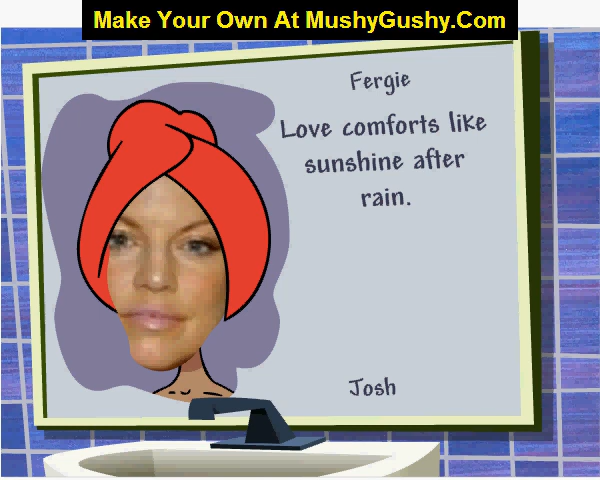 Make Your Own At MushyGushy.Com
Fergie
Love comforts like
sunshine after
rain.
Josh